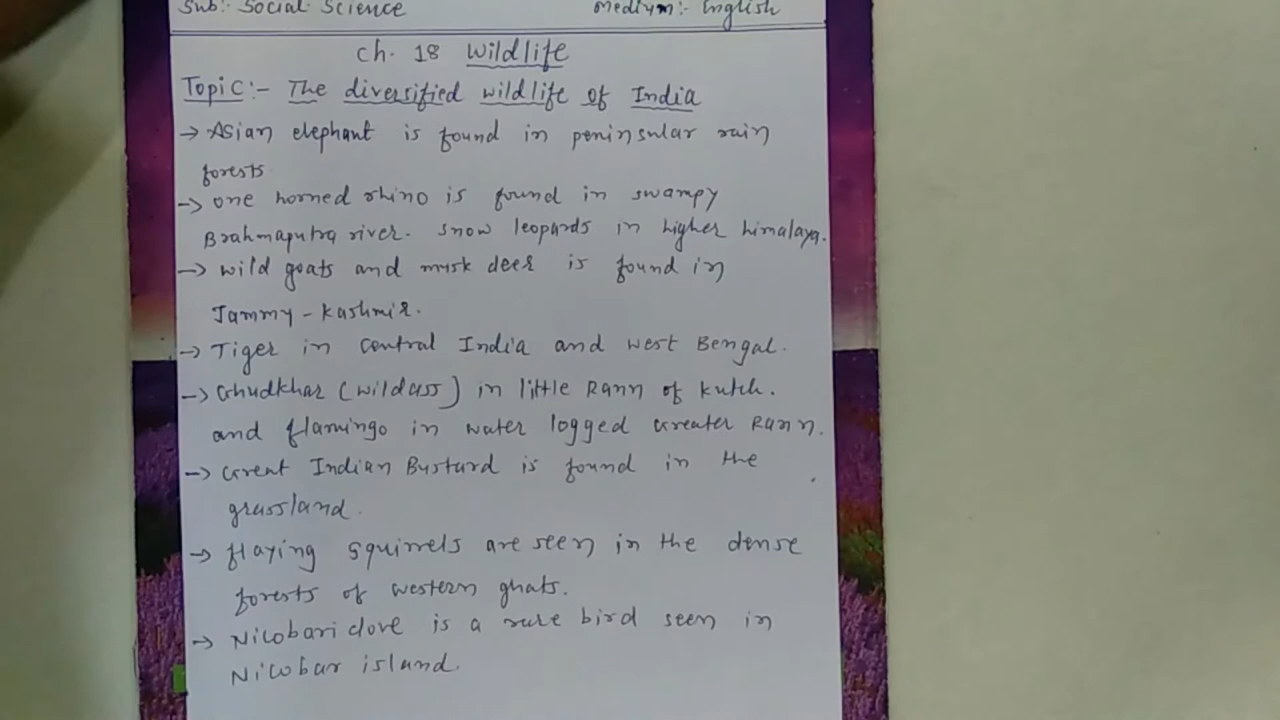 Sub:- Social Science Medium:- English
Ch. 18 Wildlife
Topic:- The diversified wildlife of India
→ Asian elephant is found in peninsular rain
forests
→ one horned rhino is found in swampy
Brahmaputra river. snow leopards in higher himalaya.
→ wild goats and musk deer is found in
Jammy - Kashmir.
→ Tiger in central India and west Bengal.
→ Ghudkhar (wildass) in little Rann of kutch.
and flamingo in water logged Greater Rann.
→ Great Indian Bustard is found in the
grassland.
→ flaying squirrels are seen in the dense
forests of western ghats.
→ Nicobari dove is a rare bird seen in
Nicobar island.